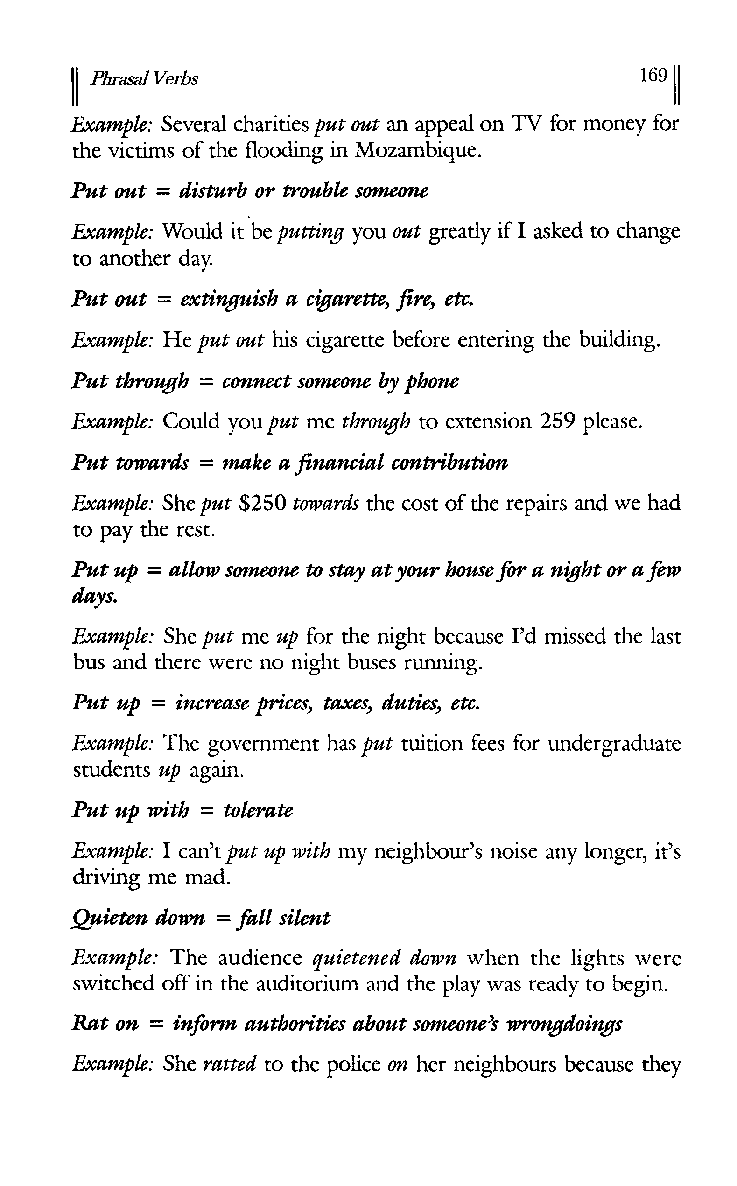 Phrasal Verbs 169
Example: Several charities put out an appeal on TV for money for
the victims of the flooding in Mozambique.
Put out = disturb or trouble someone
Example: Would it be putting you out greatly if I asked to change
to another day.
Put out = extinguish a cigarette, fire, etc.
Example: He put out his cigarette before entering the building.
Put through = connect someone by phone
Example: Could you put me through to extension 259 please.
Put towards = make a financial contribution
Example: She put $250 towards the cost of the repairs and we had
to pay the rest.
Put up = allow someone to stay at your house for a night or a few
days.
Example: She put me up for the night because I'd missed the last
bus and there were no night buses running.
Put up = increase prices, taxes, duties, etc.
Example: The government has put tuition fees for undergraduate
students up again.
Put up with = tolerate
Example: I can't put up with my neighbour's noise any longer, it's
driving me mad.
Quieten down = fall silent
Example: The audience quietened down when the lights were
switched off in the auditorium and the play was ready to begin.
Rat on = inform authorities about someone's wrongdoings
Example: She ratted to the police on her neighbours because they